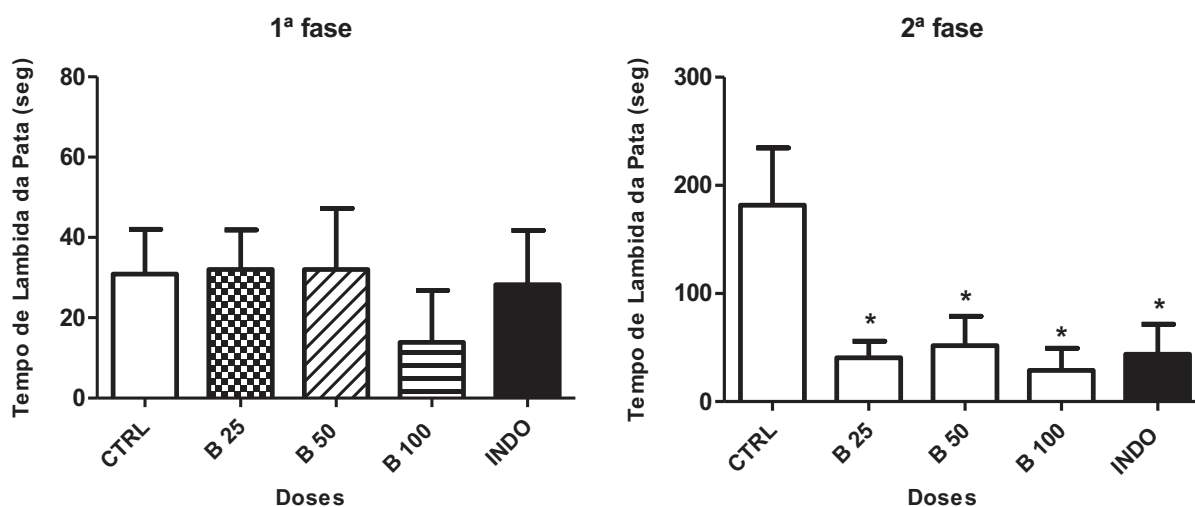 1ª fase
Tempo de Lambida da Pata (seg)
80
60
40
20
0
CTRL
B 25
B 50
B 100
INDO
Doses
2ª fase
Tempo de Lambida da Pata (seg)
300
200
100
0
*
*
*
*
CTRL
B 25
B 50
B 100
INDO
Doses